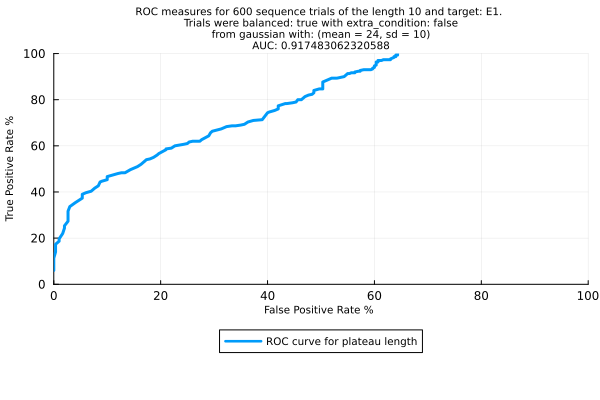 ROC measures for 600 sequence trials of the length 10 and target: E1.
Trials were balanced: true with extra_condition: false
from gaussian with: (mean = 24, sd = 10)
AUC: 0.917483062320588
100
80
60
40
20
0
True Positive Rate %
0 20 40 60 80 100
False Positive Rate %
ROC curve for plateau length